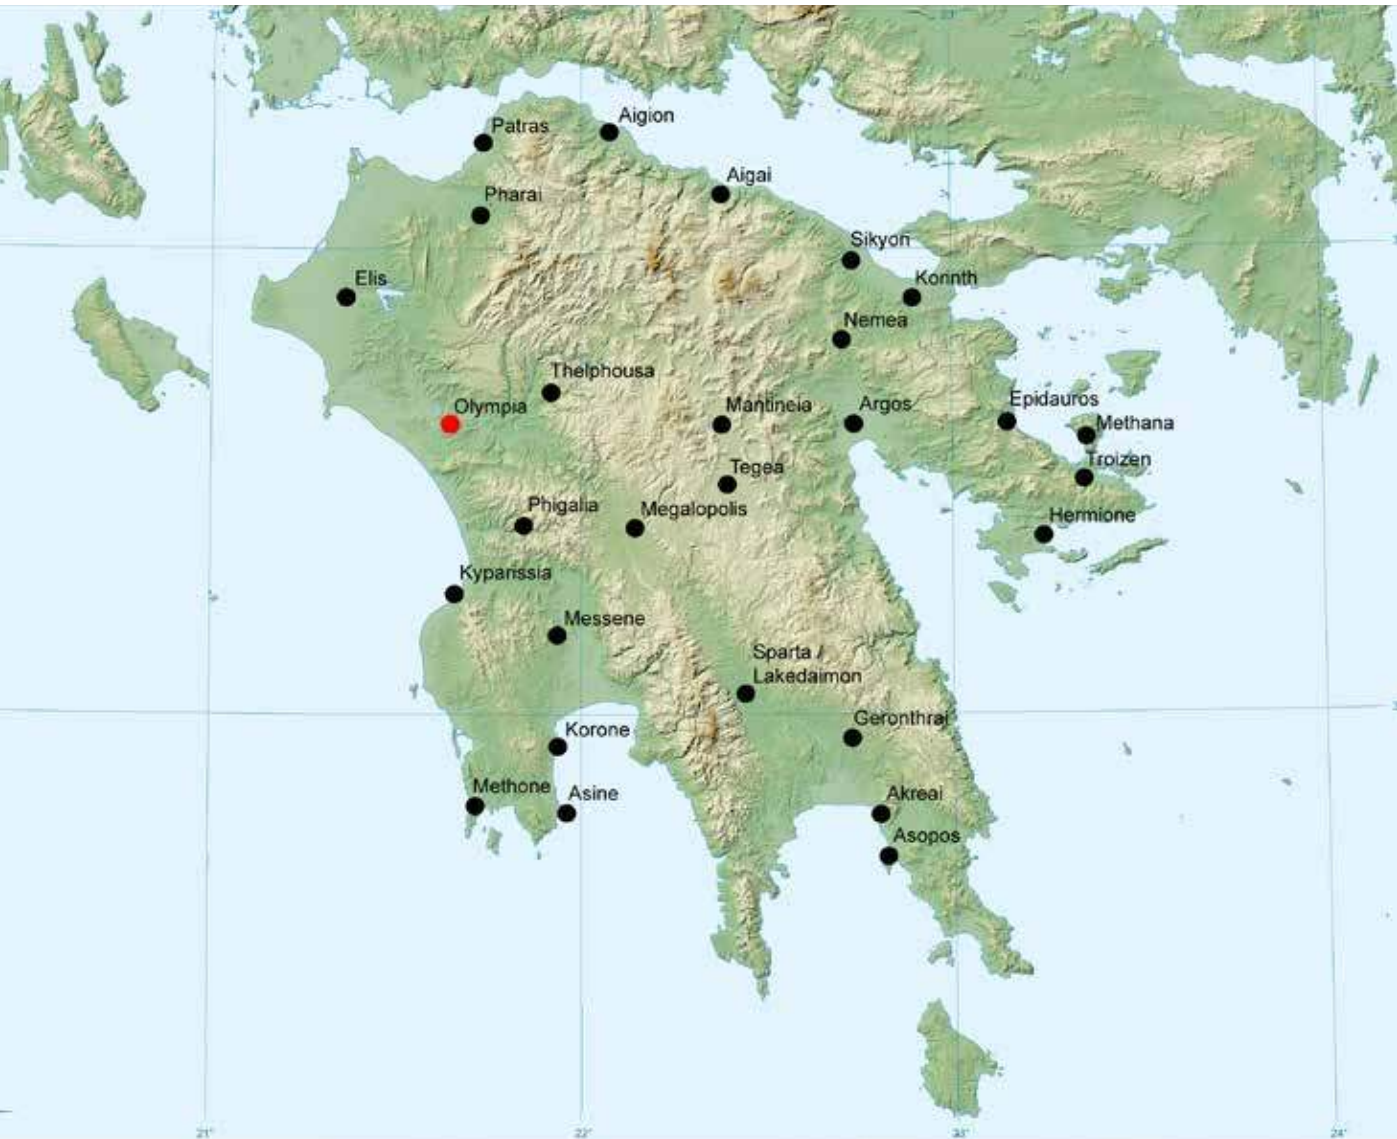 Patras
Aigion
Aigai
Pharai
Sikyon
Elis
Korinth
Nemea
Thelphousa
Olympia
Mantineia
Argos
Epidauros
Methana
Troizen
Tegea
Phigalia
Megalopolis
Hermione
Kyparissia
Messene
Sparta /
Lakedaimon
Geronthrai
Korone
Methone
Asine
Akreai
Asopos
21°
22°
23°
24°